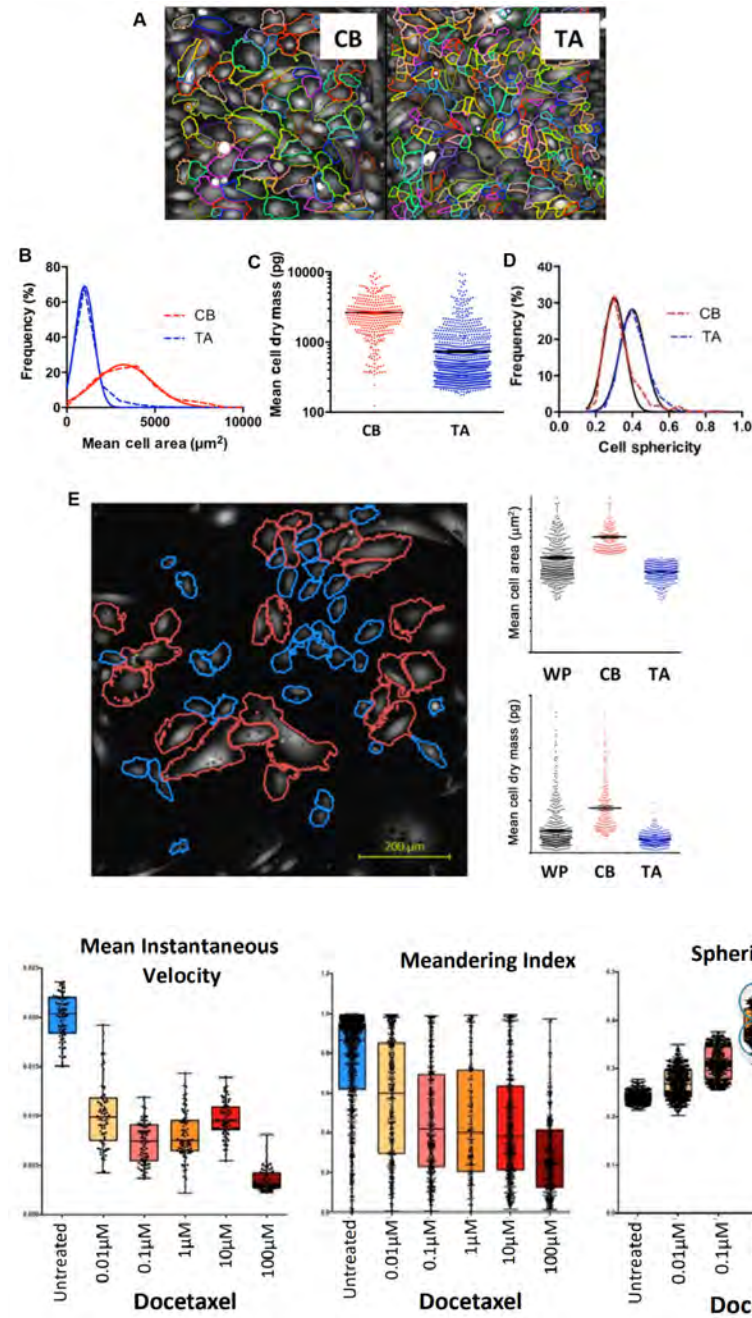 A
CB
TA
B
80
60
40
20
0
Frequency (%)
CB
TA
0
5000
10000
Mean cell area (µm²)
C
10000
1000
100
Mean cell dry mass (pg)
CB
TA
D
40
30
20
10
0
Frequency (%)
CB
TA
0.0
0.2
0.4
0.6
0.8
1.0
Cell sphericity
E
200 µm
Mean cell area (µm²)
WP
CB
TA
Mean cell dry mass (pg)
WP
CB
TA
Mean Instantaneous
Velocity
Untreated
0.01µM
0.1µM
1µM
10µM
100µM
Docetaxel
Meandering Index
Untreated
0.01µM
0.1µM
1µM
10µM
100µM
Docetaxel
Spheri
Untreated
0.01µM
0.1µM
Doc